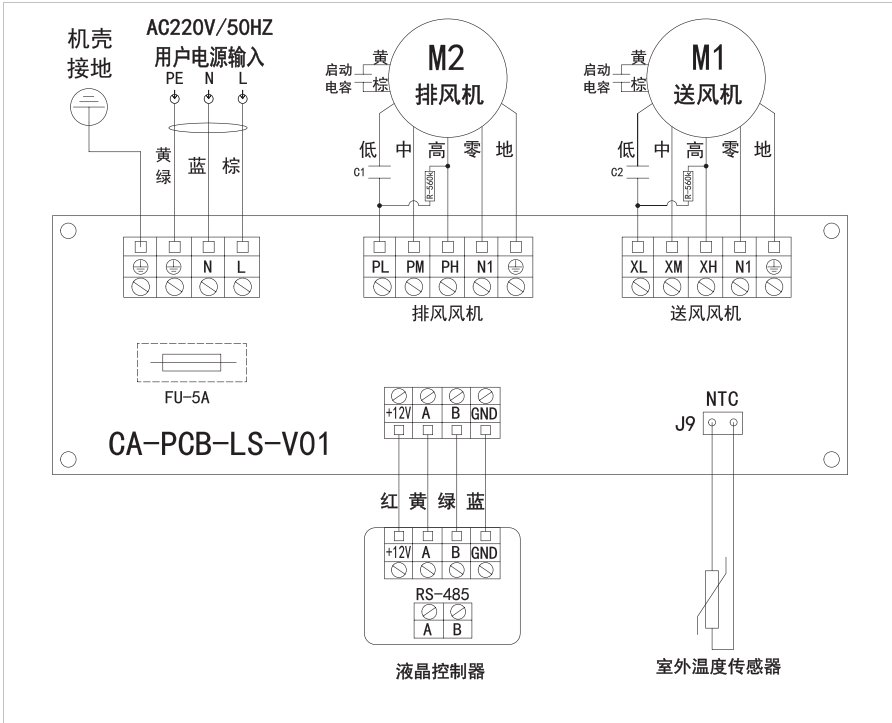 机壳
接地
AC220V/50HZ
用户电源输入
PE N L
黄
绿
蓝
棕
M2
排风机
启动
电容
黄
棕
低 中 高 零 地
C1
R-560k
M1
送风机
启动
电容
黄
棕
低 中 高 零 地
C2
R-560k
N L
PL PM PH N1
排风风机
XL XM XH N1
送风风机
FU-5A
CA-PCB-LS-V01
+12V A B GND
NTC
J9
红 黄 绿 蓝
+12V A B GND
RS-485
A B
液晶控制器
室外温度传感器